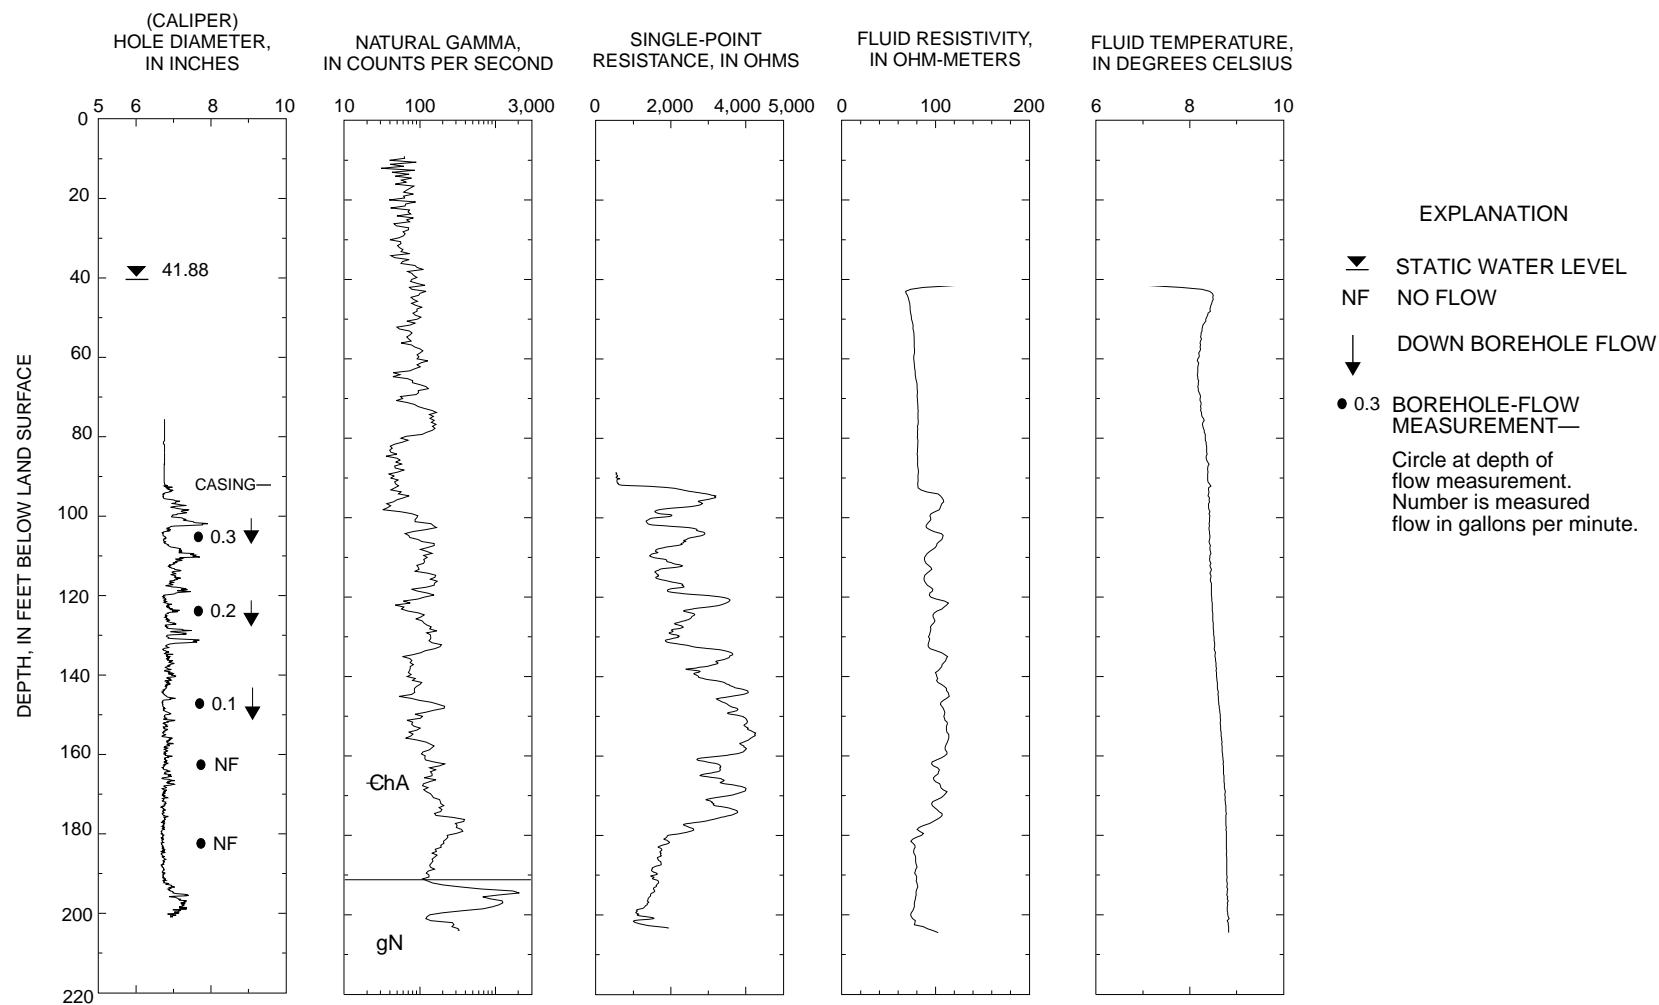 (CALIPER)
HOLE DIAMETER,
IN INCHES
NATURAL GAMMA,
IN COUNTS PER SECOND
SINGLE-POINT
RESISTANCE, IN OHMS
FLUID RESISTIVITY,
IN OHM-METERS
FLUID TEMPERATURE,
IN DEGREES CELSIUS
5 6 8 10
10 100 3,000
0 2,000 4,000 5,000
0 100 200
6 8 10
DEPTH, IN FEET BELOW LAND SURFACE
0
20
40
60
80
100
120
140
160
180
200
220
41.88
CASING
0.3
0.2
0.1
NF
NF
ЄhA
gN
EXPLANATION
STATIC WATER LEVEL
NF NO FLOW
DOWN BOREHOLE FLOW
0.3 BOREHOLE-FLOW
MEASUREMENT—
Circle at depth of
flow measurement.
Number is measured
flow in gallons per minute.